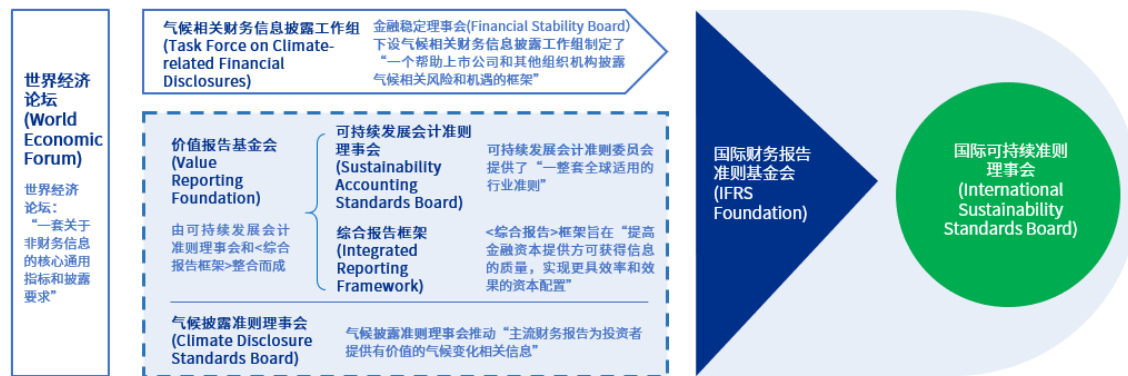 世界经济
论坛
(World
Economic
Forum)
世界经济
论坛：
“一套关于
非财务信息
的核心通用
指标和披露
要求”
气候相关财务信息披露工作组
(Task Force on Climate-
related Financial
Disclosures)
金融稳定理事会(Financial Stability Board)
下设气候相关财务信息披露工作组制定了
“一个帮助上市公司和其他组织机构披露
气候相关风险和机遇的框架”
价值报告基金会
(Value
Reporting
Foundation)
由可持续发展会计
准则理事会和<综合
报告框架>整合而成
可持续发展会计准则
理事会
(Sustainability
Accounting
Standards Board)
可持续发展会计准则委员会
提供了“一整套全球适用的
行业准则”
综合报告框架
(Integrated
Reporting
Framework)
<综合报告>框架旨在“提高
金融资本提供方可获得信息
的质量，实现更具效率和效
果的资本配置”
气候披露准则理事会
(Climate Disclosure
Standards Board)
气候披露准则理事会推动“主流财务报告为投资者
提供有价值的气候变化相关信息”
国际财务报告
准则基金会
(IFRS
Foundation)
国际可持续准则
理事会
(International
Sustainability
Standards Board)